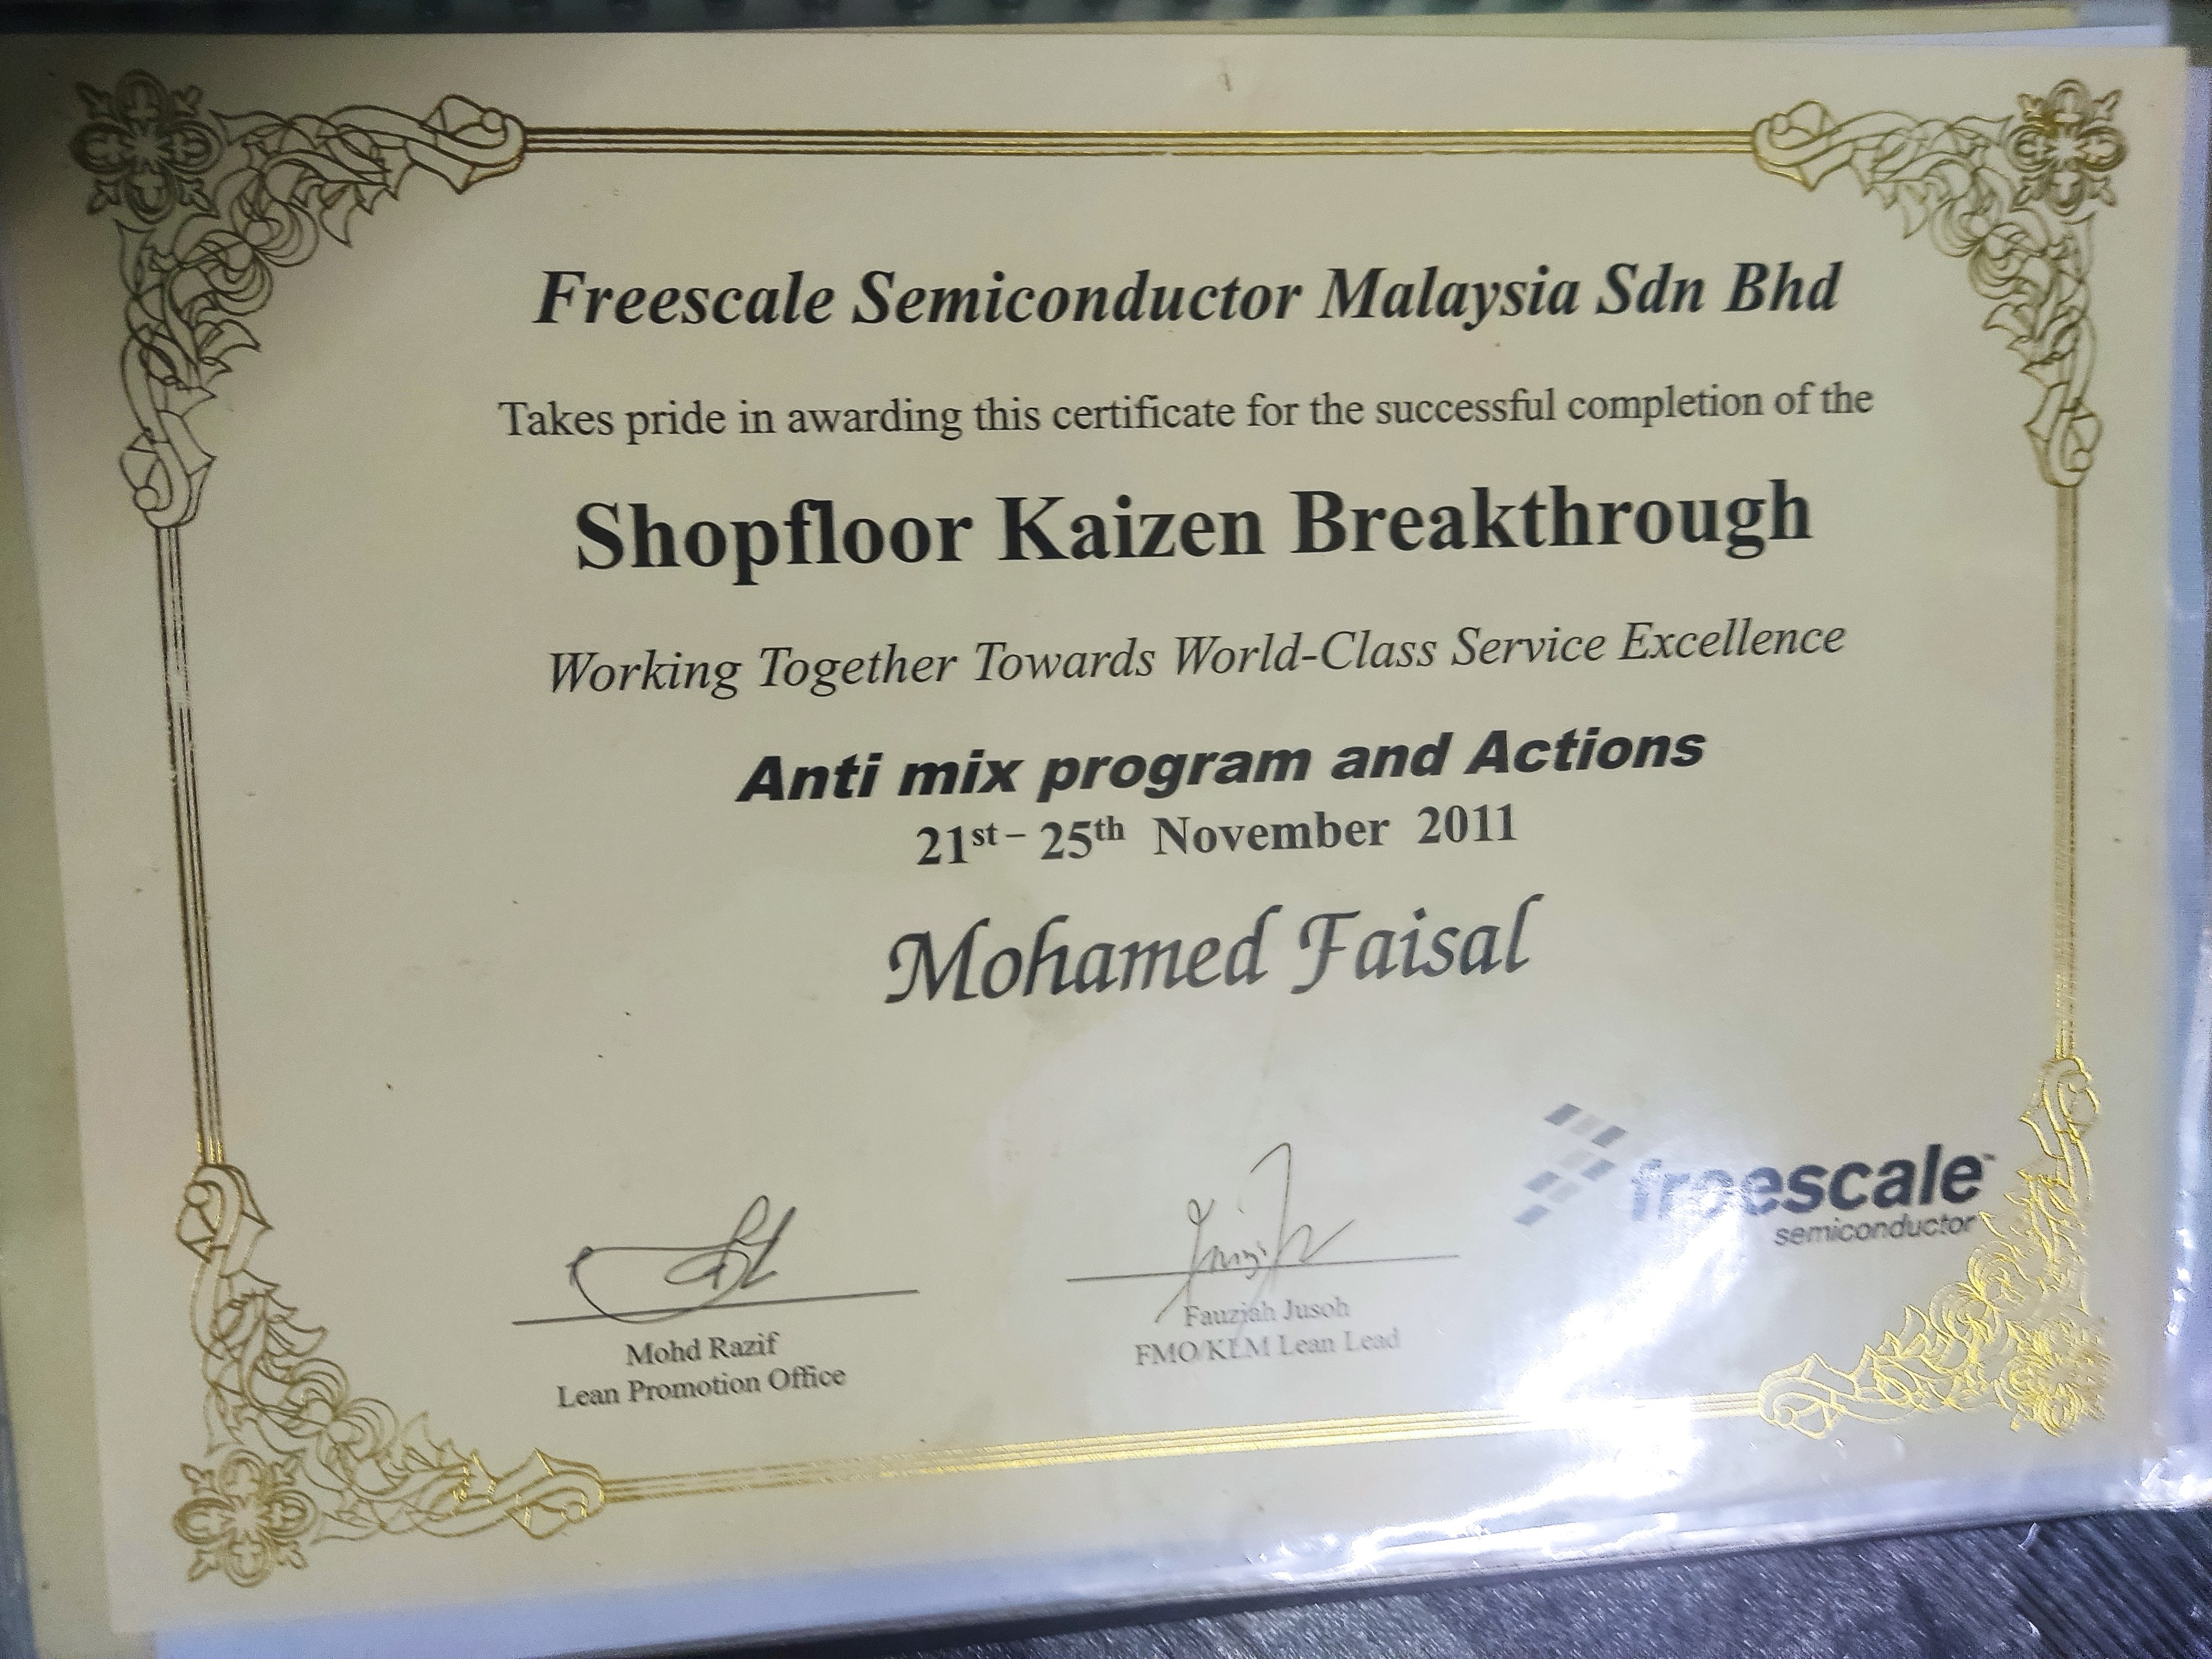 Freescale Semiconductor Malaysia Sdn Bhd
Takes pride in awarding this certificate for the successful completion of the
Shopfloor Kaizen Breakthrough
Working Together Towards World-Class Service Excellence
Anti mix program and Actions
21st – 25th November 2011
Mohamed Faisal
freescale™
semiconductor
Mohd Razif
Lean Promotion Office
Fauziah Jusoh
FMO/KLM Lean Lead